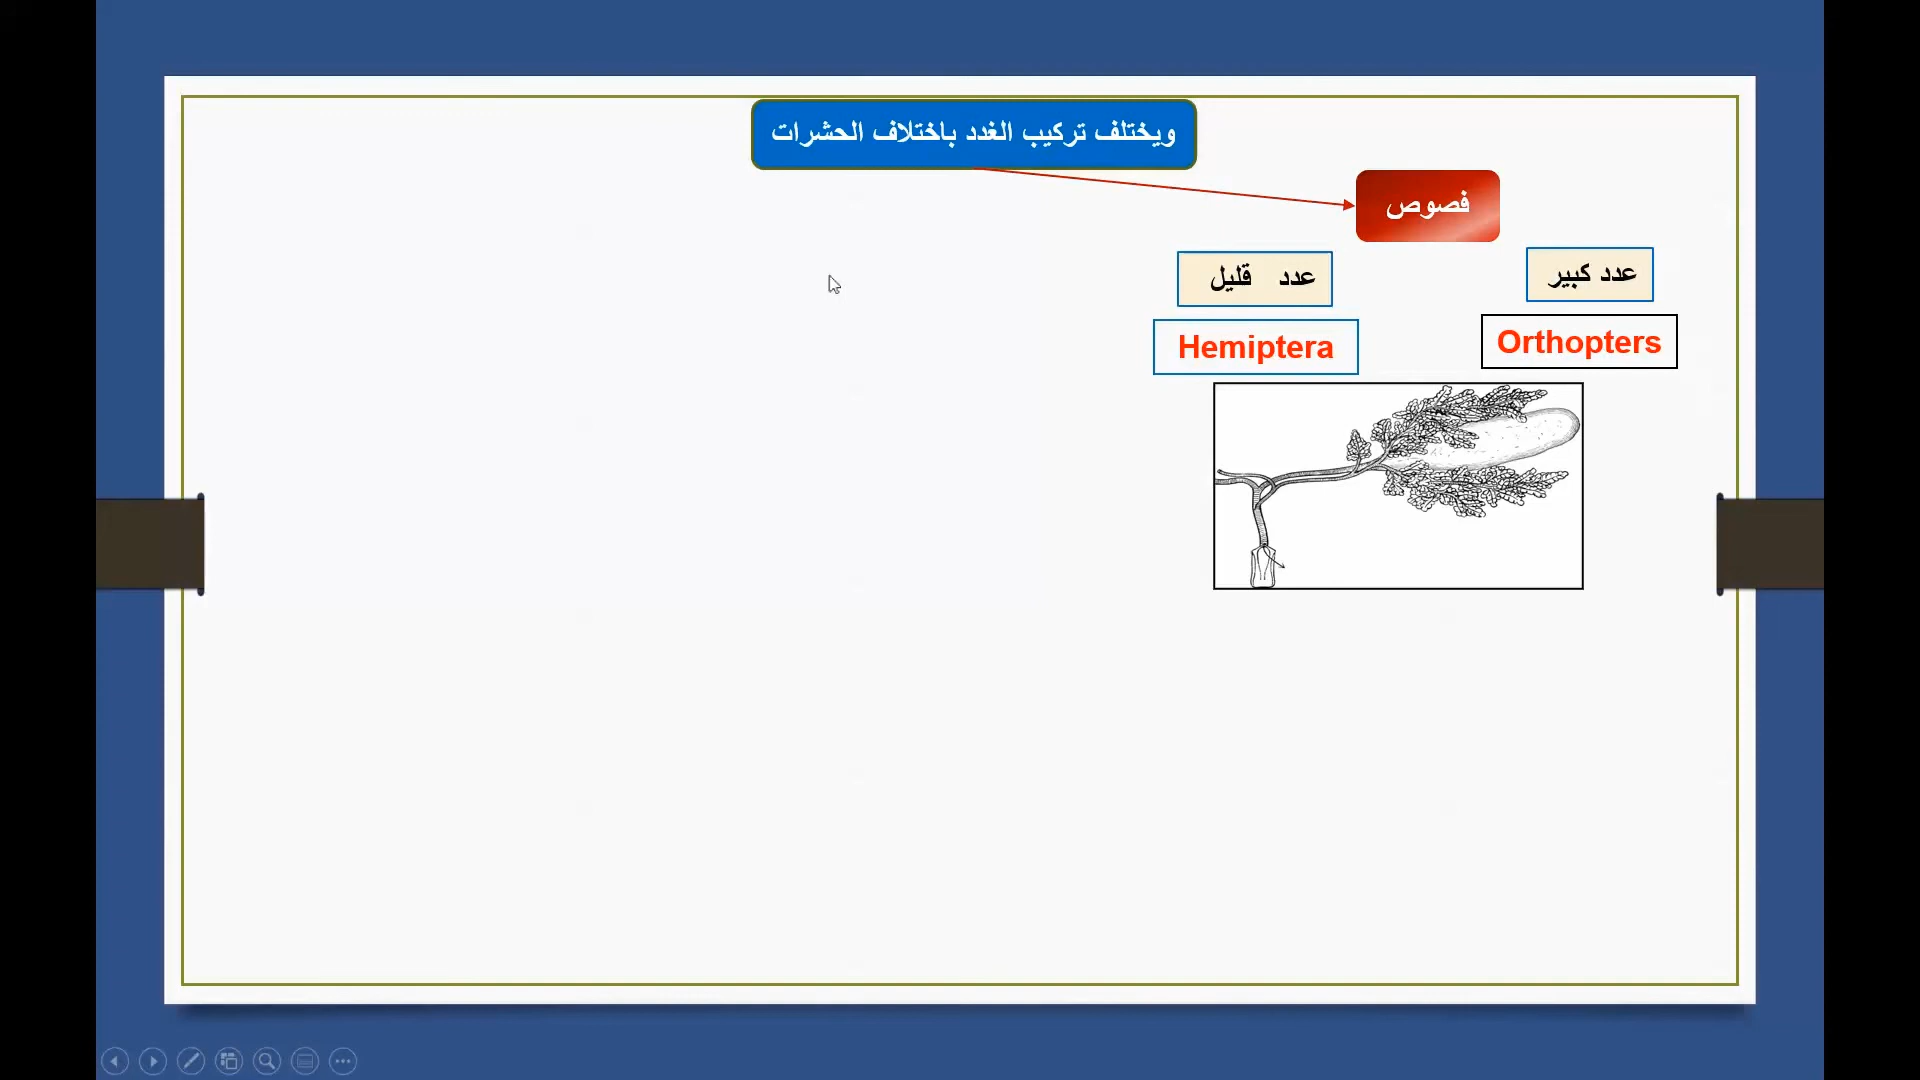 ويختلف تركيب الغدد باختلاف الحشرات
فصوص
عدد كبير
عدد قليل
Orthopters
Hemiptera